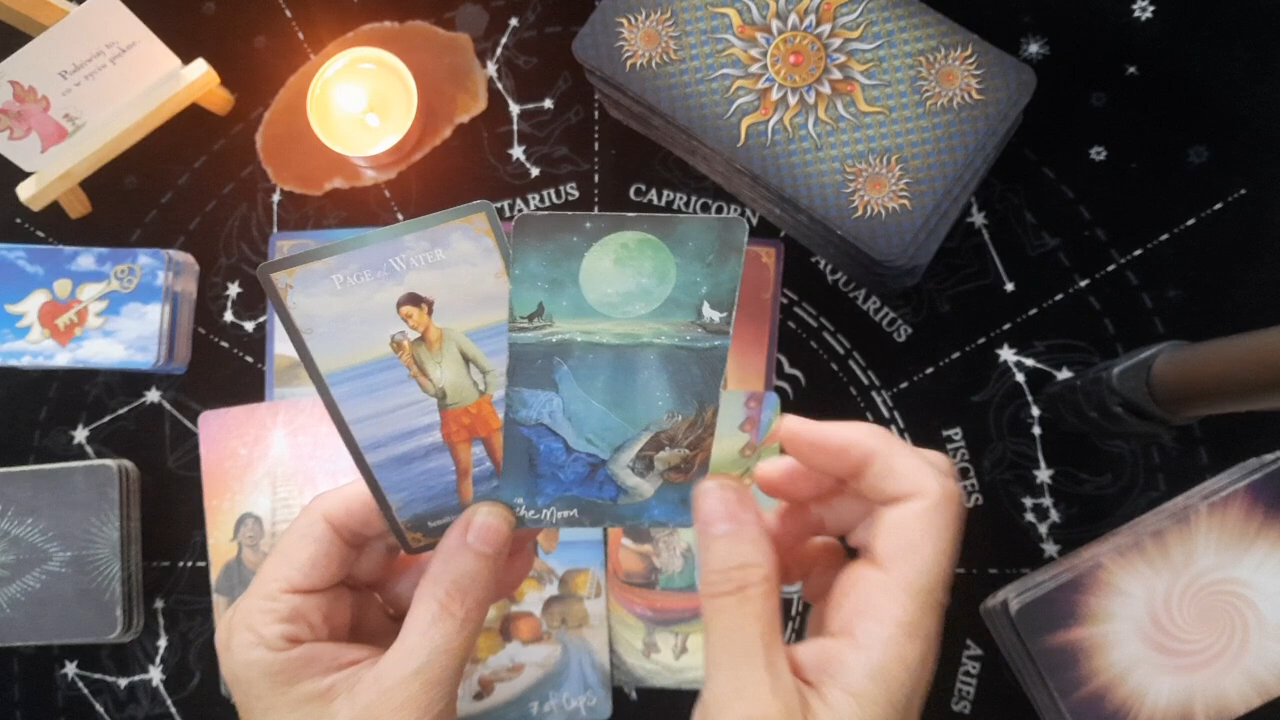 Podziwiaj to,
co w życiu piękne.
SAGITTARIUS
CAPRICORN
AQUARIUS
PISCES
ARIES
PAGE of WATER
the Moon
7 of Cups